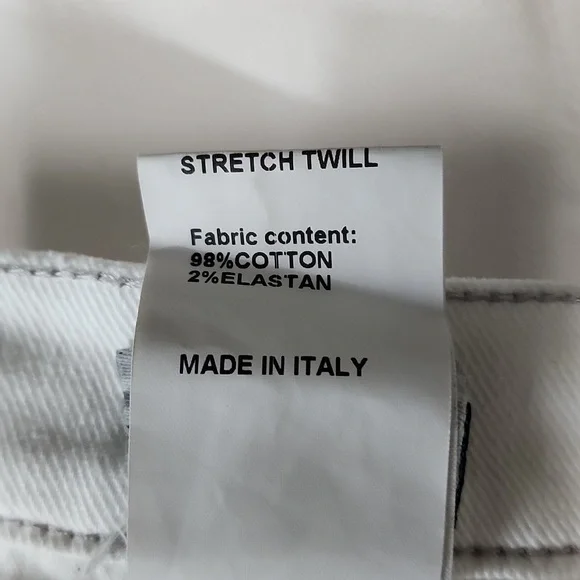 STRETCH TWILL
Fabric content:
98%COTTON
2%ELASTAN
MADE IN ITALY